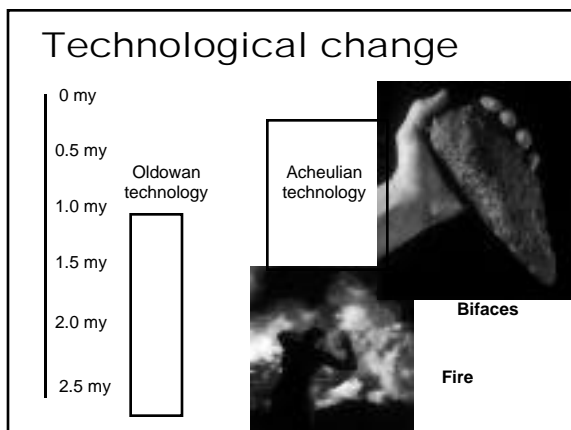 Technological change
0 my
0.5 my
1.0 my
1.5 my
2.0 my
2.5 my
Oldowan
technology
Acheulian
technology
Bifaces
Fire